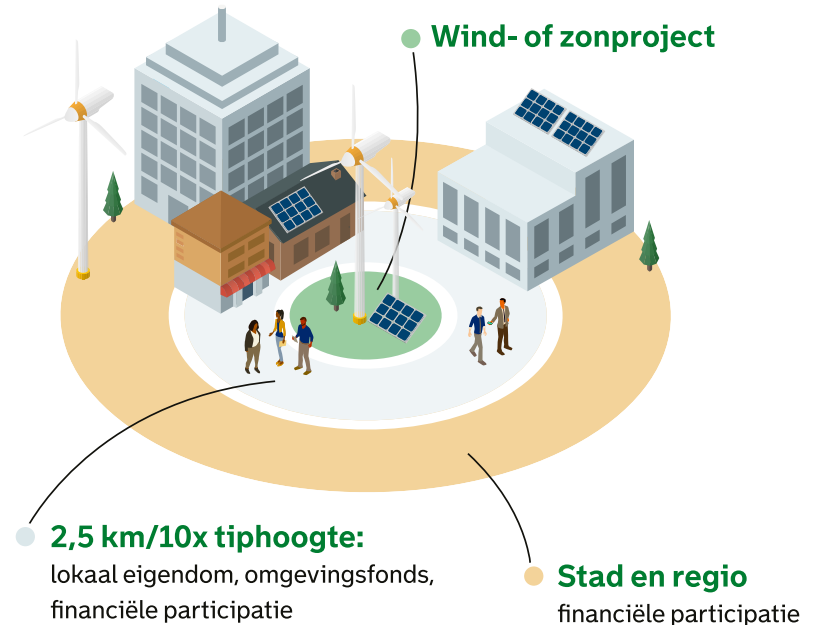 Wind- of zonproject
2,5 km/10x tiphoogte:
lokaal eigendom, omgevingsfonds,
financiële participatie
Stad en regio
financiële participatie